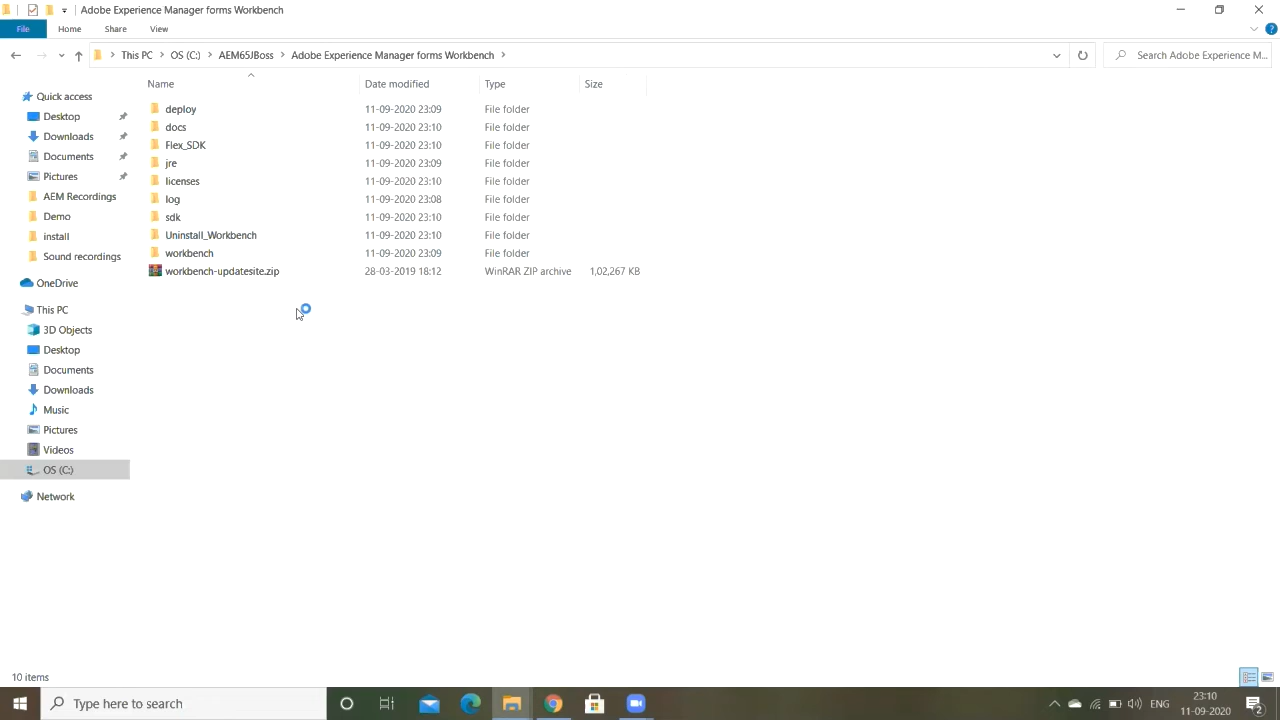 Adobe Experience Manager forms Workbench
File Home Share View
This PC OS (C:) AEM65JBoss Adobe Experience Manager forms Workbench Search Adobe Experience M...
Name Date modified Type Size
Quick access
Desktop
Downloads
Documents
Pictures
AEM Recordings
Demo
install
Sound recordings
OneDrive
This PC
3D Objects
Desktop
Documents
Downloads
Music
Pictures
Videos
OS (C:)
Network
deploy 11-09-2020 23:09 File folder
docs 11-09-2020 23:10 File folder
Flex_SDK 11-09-2020 23:10 File folder
jre 11-09-2020 23:09 File folder
licenses 11-09-2020 23:10 File folder
log 11-09-2020 23:08 File folder
sdk 11-09-2020 23:10 File folder
Uninstall_Workbench 11-09-2020 23:10 File folder
workbench 11-09-2020 23:09 File folder
workbench-updatesite.zip 28-03-2019 18:12 WinRAR ZIP archive 1,02,267 KB
10 items
Type here to search
ENG
23:10
11-09-2020
2